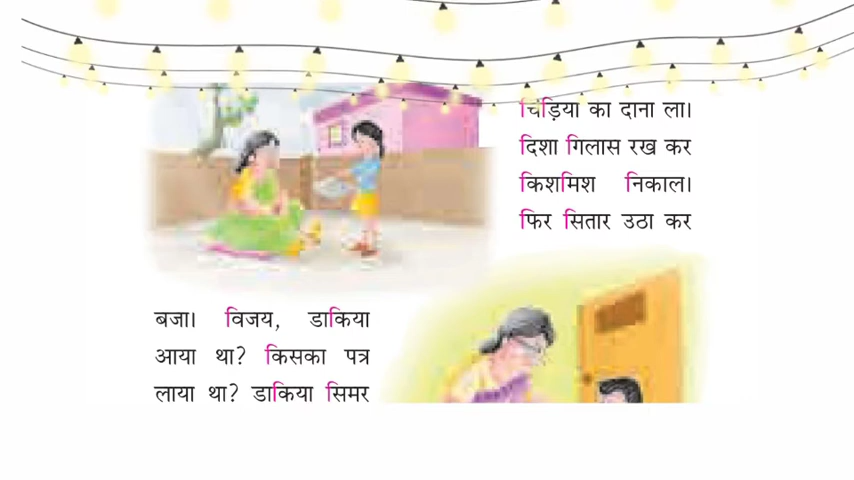 चिड़िया का दाना ला।
दिशा गिलास रख कर
किशमिश निकाल।
फिर सितार उठा कर
बजा। विजय, डाकिया
आया था? किसका पत्र
लाया था? डाकिया सिमर